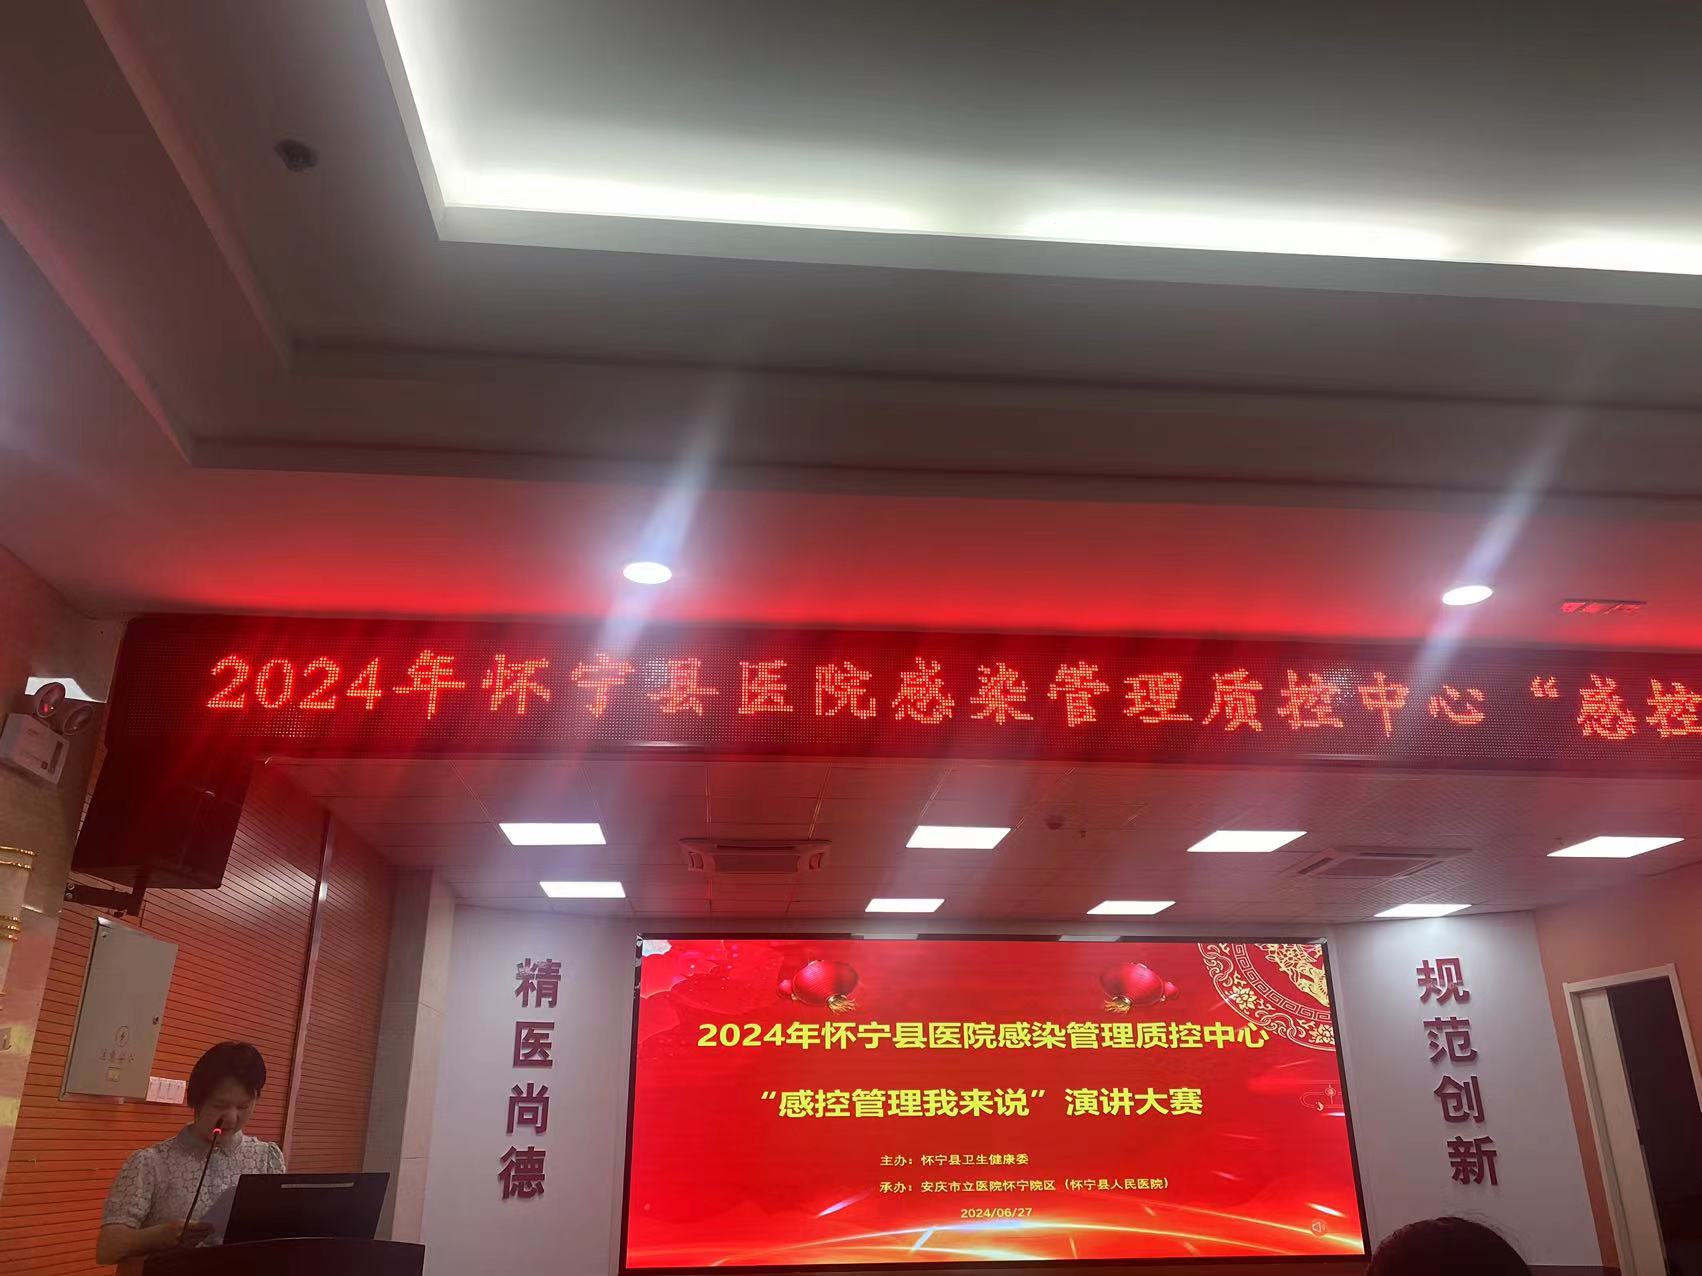 2024年怀宁县医院感染管理质控中心“感控
精医尚德
规范创新
2024年怀宁县医院感染管理质控中心
“感控管理我来说”演讲大赛
主办：怀宁县卫生健康委
承办：安庆市立医院怀宁院区（怀宁县人民医院）
2024/06/27